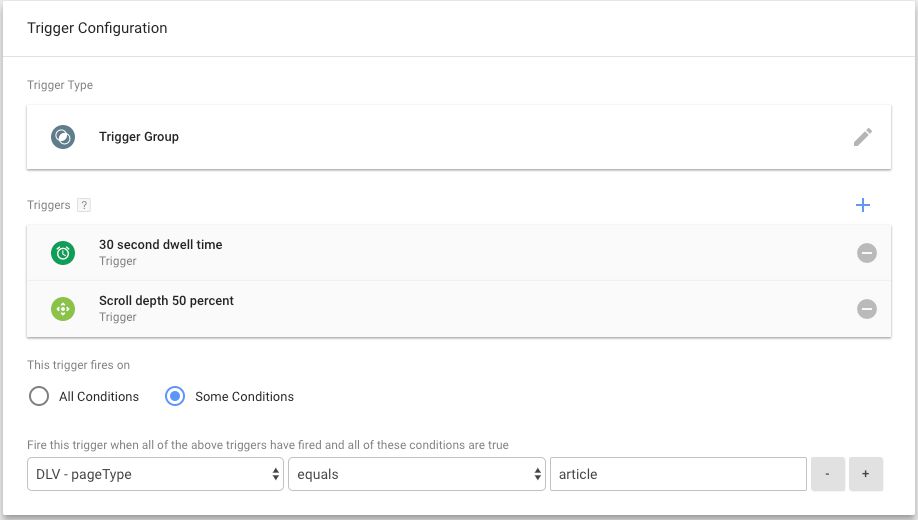 Trigger Configuration
Trigger Type
Trigger Group
Triggers ?
30 second dwell time
Trigger
Scroll depth 50 percent
Trigger
This trigger fires on
All Conditions Some Conditions
Fire this trigger when all of the above triggers have fired and all of these conditions are true
DLV - pageType equals article - +